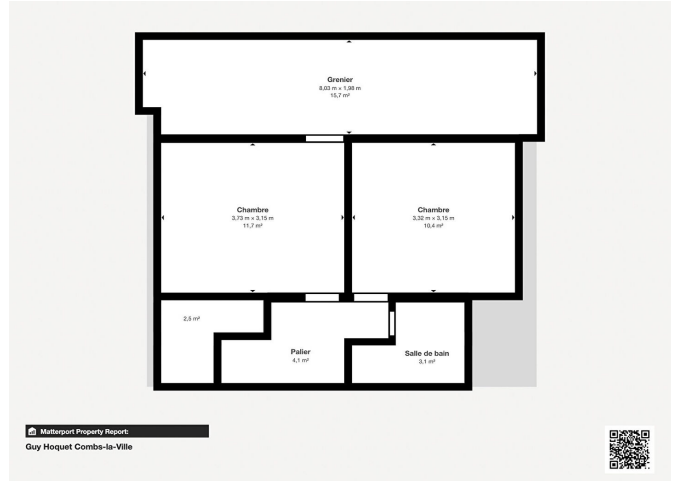 Grenier
8,03 m × 1,98 m
15,7 m²
Chambre
3,73 m × 3,15 m
11,7 m²
Chambre
3,32 m × 3,15 m
10,4 m²
2,5 m²
Palier
4,1 m²
Salle de bain
3,1 m²
Matterport Property Report:
Guy Hoquet Combs-la-Ville